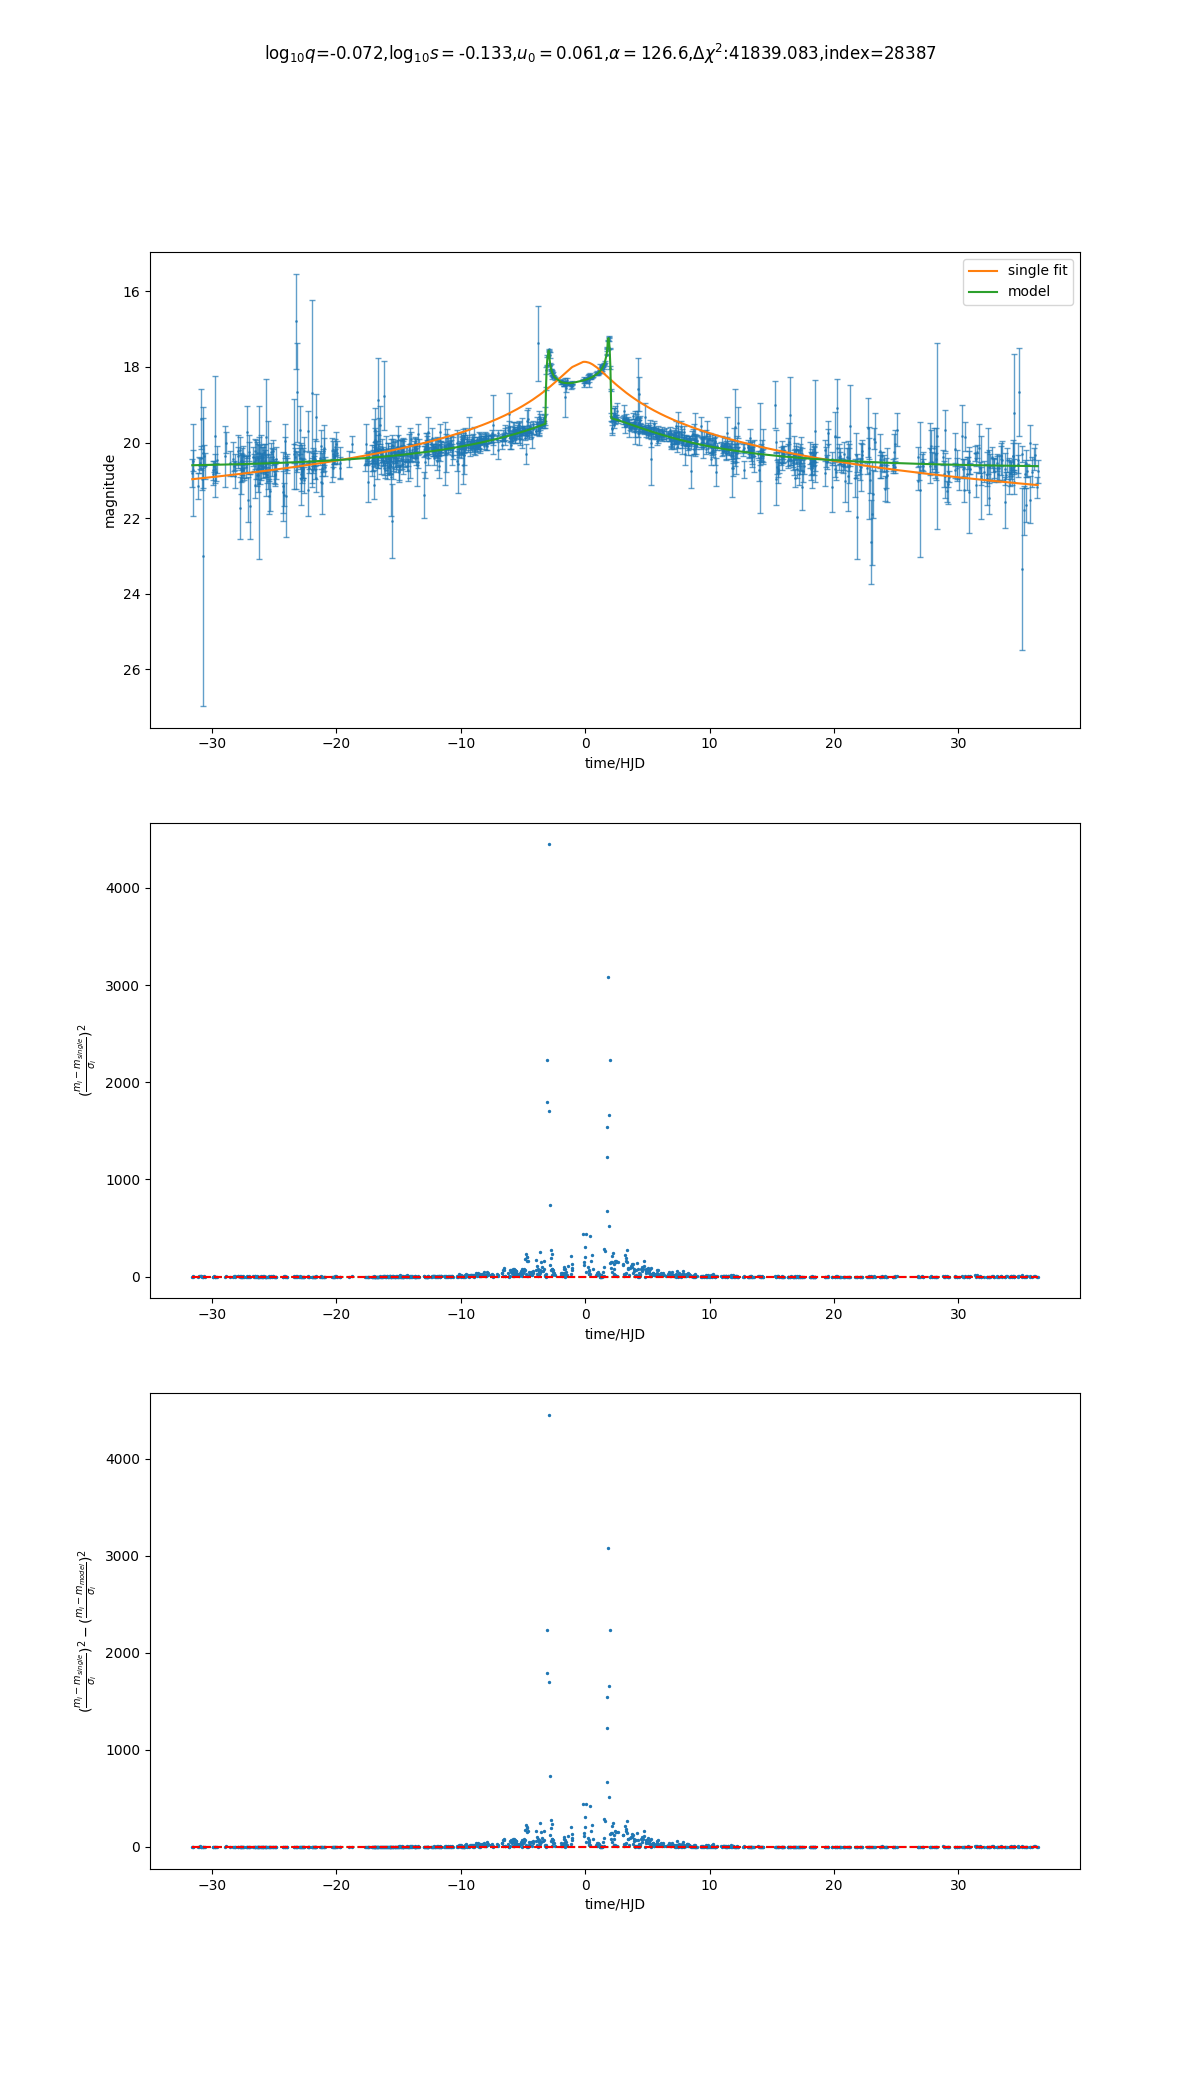 log₁₀q=-0.072,log₁₀s = -0.133,u₀ = 0.061,α = 126.6,Δχ²:41839.083,index=28387
single fit
model
magnitude
16
18
20
22
24
26
−30 −20 −10 0 10 20 30
time/HJD
((mᵢ − m_single)/σᵢ)²
4000
3000
2000
1000
0
−30 −20 −10 0 10 20 30
time/HJD
((mᵢ − m_single)/σᵢ)² − ((mᵢ − m_model)/σᵢ)²
4000
3000
2000
1000
0
−30 −20 −10 0 10 20 30
time/HJD